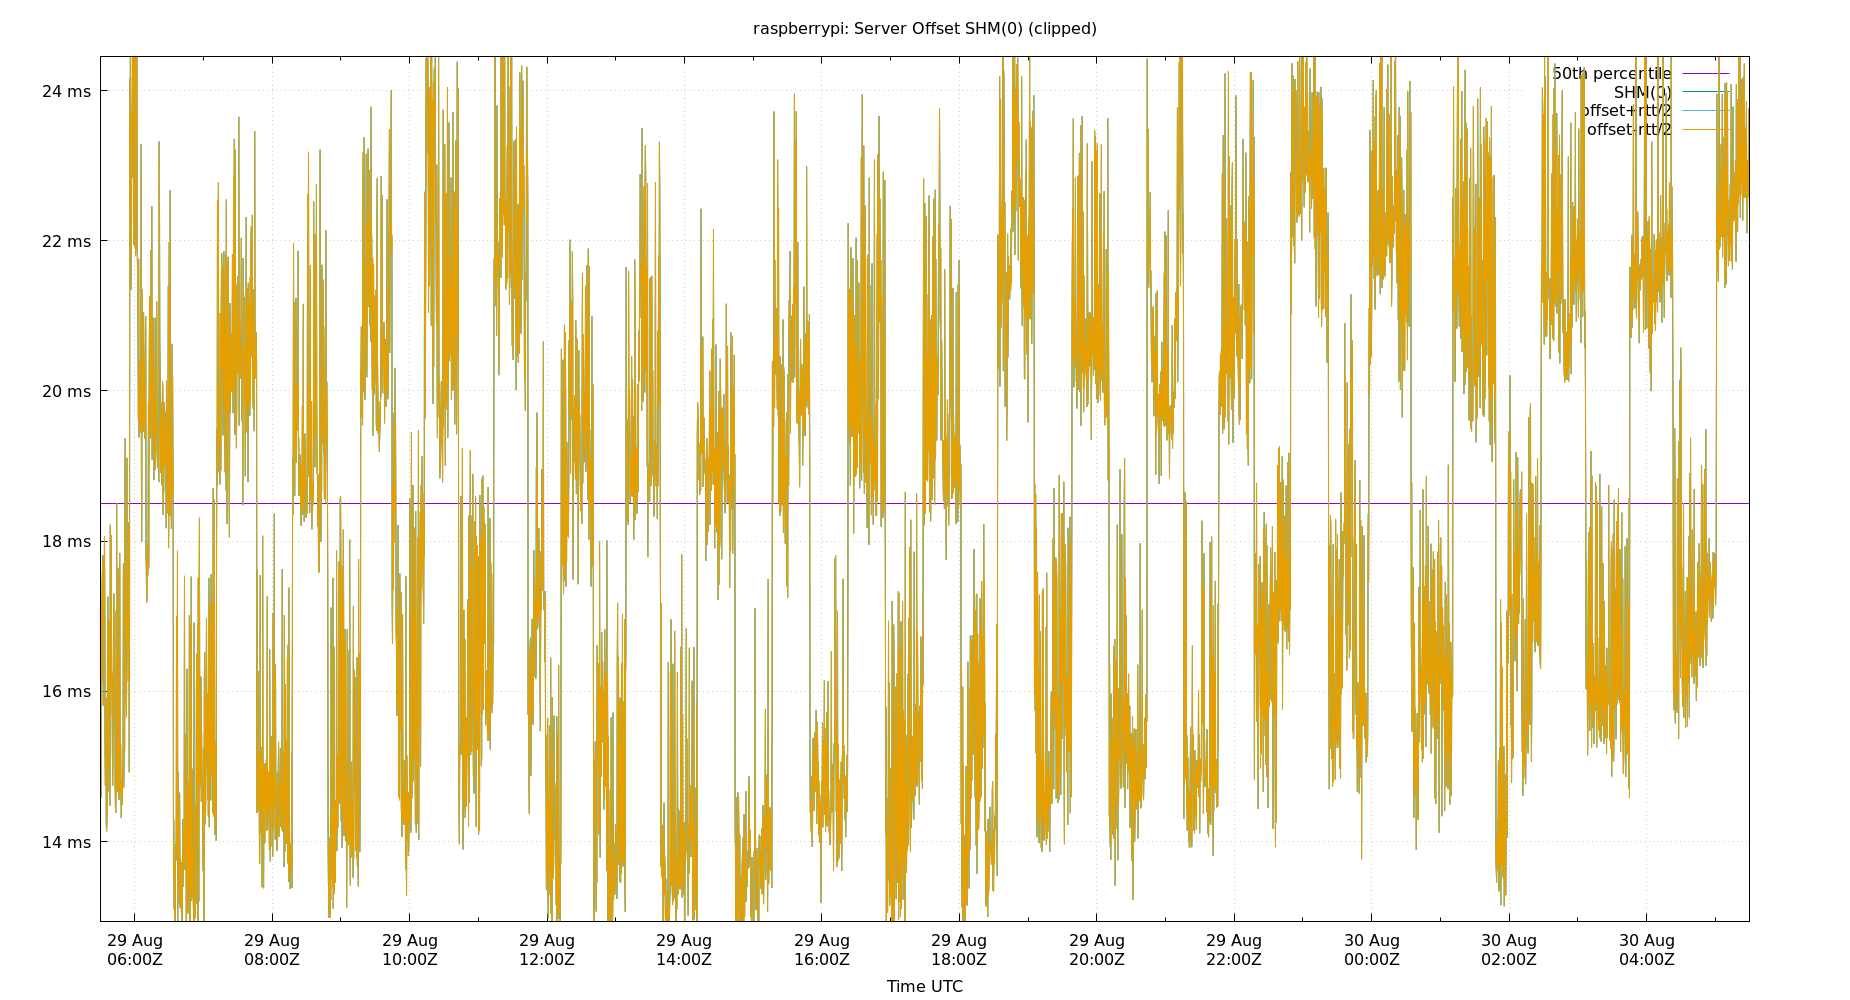 raspberrypi: Server Offset SHM(0) (clipped)
24 ms
22 ms
20 ms
18 ms
16 ms
14 ms
50th percentile
SHM(0)
offset+rtt/2
offset-rtt/2
29 Aug 29 Aug 29 Aug 29 Aug 29 Aug 29 Aug 29 Aug 29 Aug 29 Aug 30 Aug 30 Aug 30 Aug
06:00Z 08:00Z 10:00Z 12:00Z 14:00Z 16:00Z 18:00Z 20:00Z 22:00Z 00:00Z 02:00Z 04:00Z
Time UTC